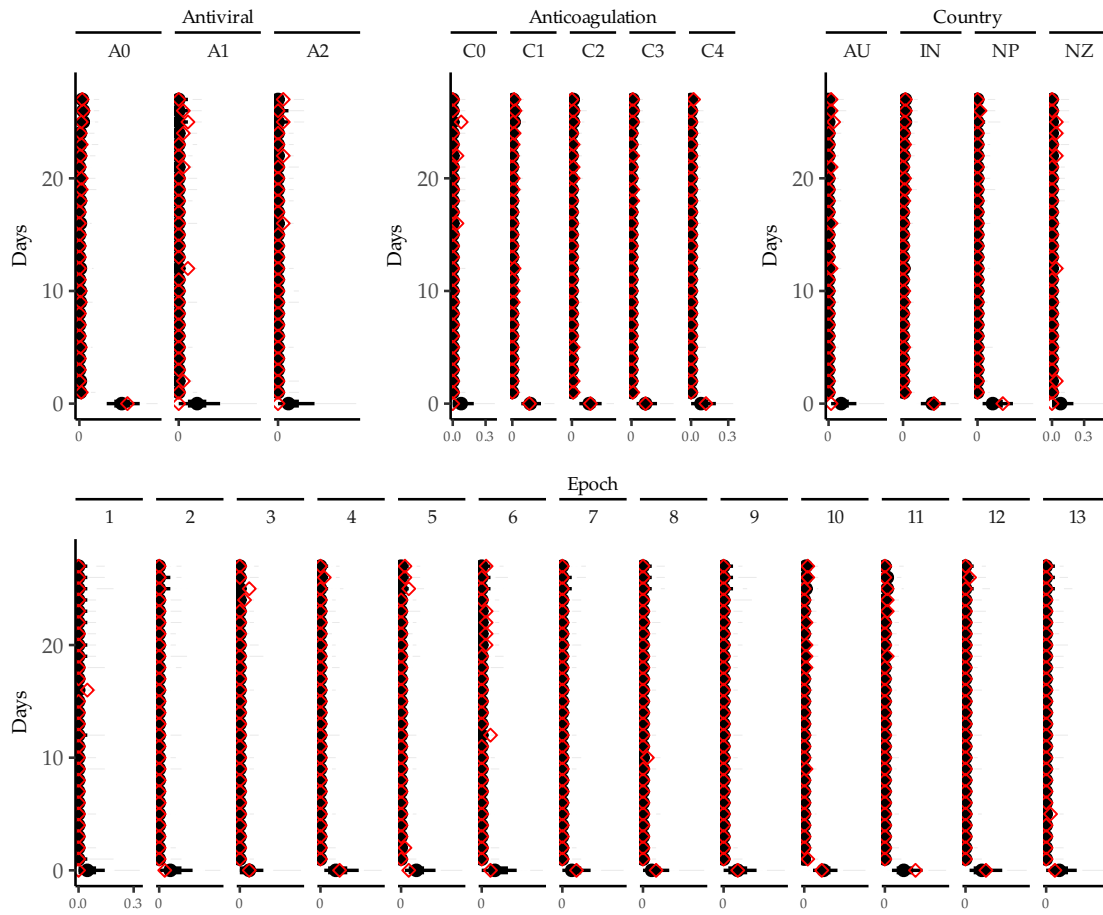 Antiviral Anticoagulation Country
A0 A1 A2 C0 C1 C2 C3 C4 AU IN NP NZ
20 20 20
Days Days Days
10 10 10
0 0 0
0 0 0 0.0 0.3 0 0 0 0.0 0.3 0 0 0 0.0 0.3
Epoch
1 2 3 4 5 6 7 8 9 10 11 12 13
20
Days
10
0
0.0 0.3 0 0 0 0 0 0 0 0 0 0 0 0